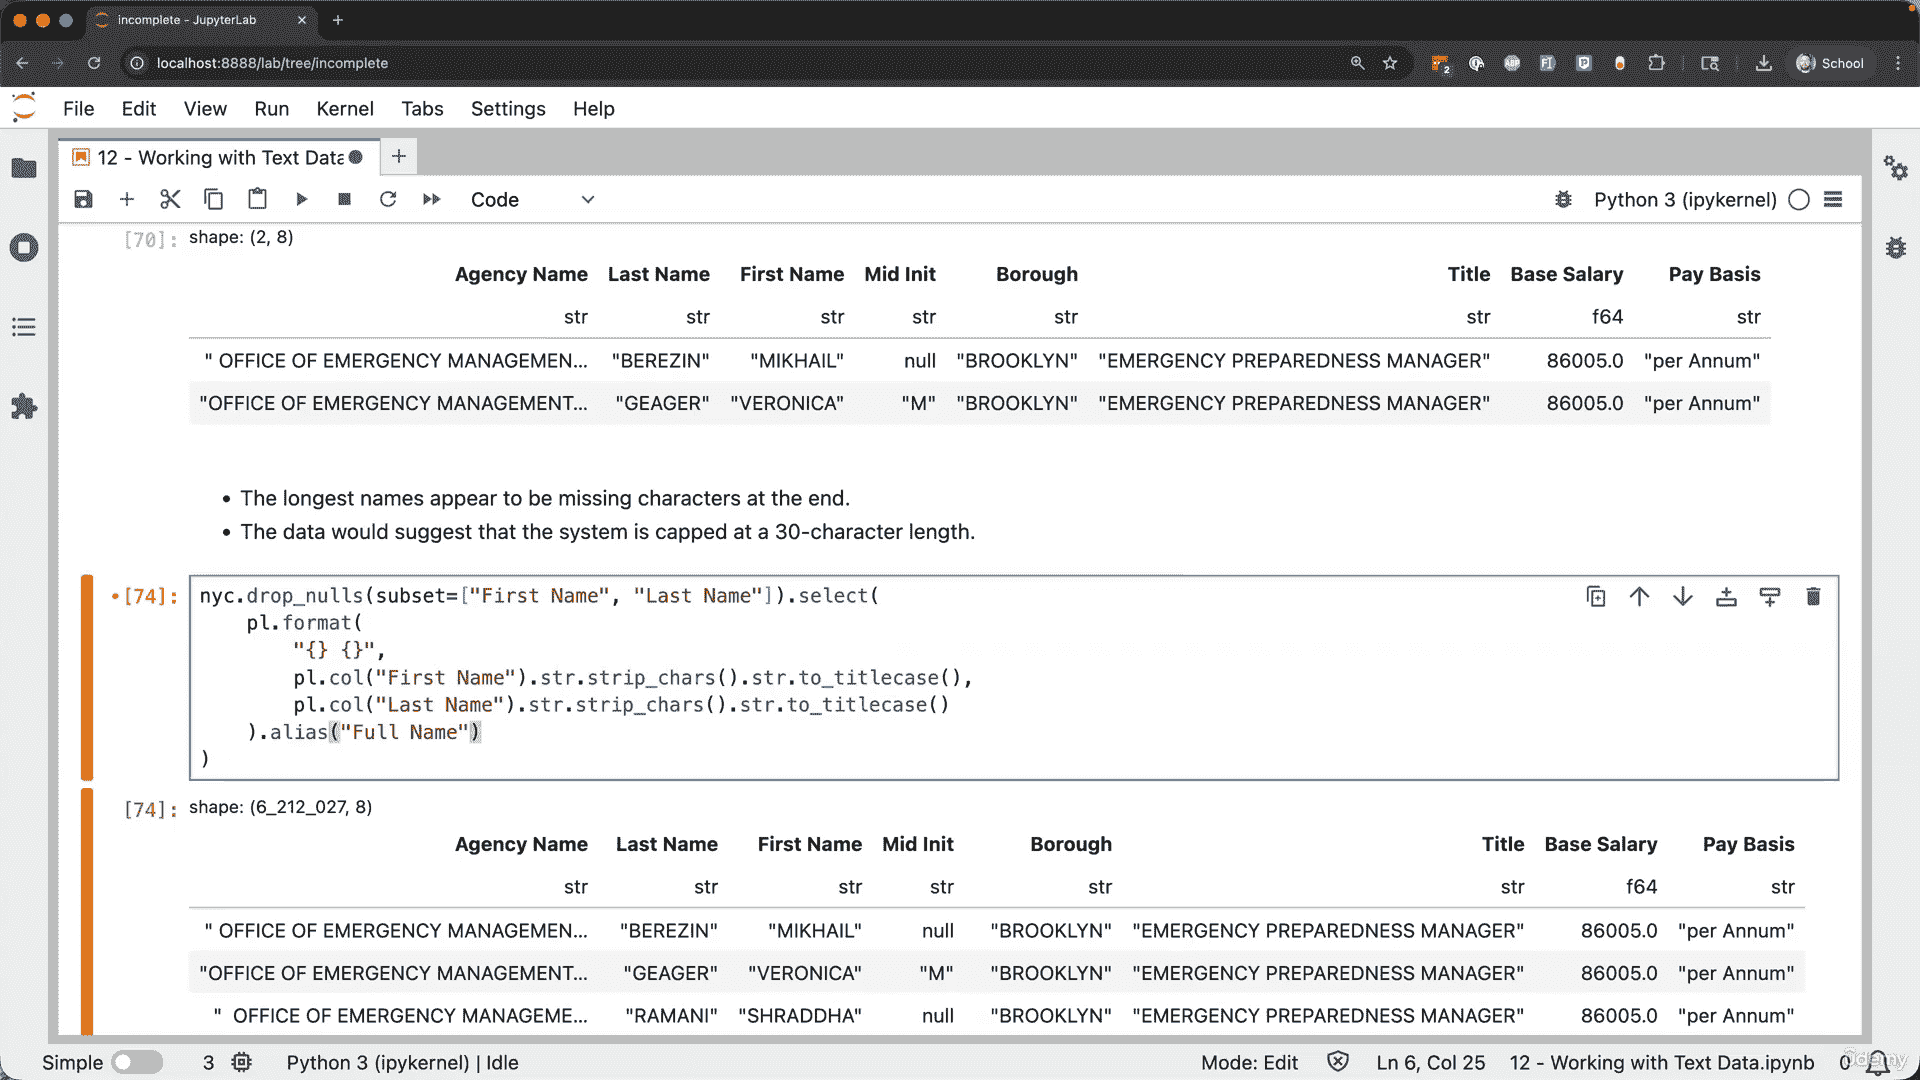 incomplete - JupyterLab
localhost:8888/lab/tree/incomplete
2
ABP
School
File Edit View Run Kernel Tabs Settings Help
12 - Working with Text Data
Code
Python 3 (ipykernel)
[70]: shape: (2, 8)
Agency Name Last Name First Name Mid Init Borough Title Base Salary Pay Basis
str str str str str str f64 str
" OFFICE OF EMERGENCY MANAGEMEN... "BEREZIN" "MIKHAIL" null "BROOKLYN" "EMERGENCY PREPAREDNESS MANAGER" 86005.0 "per Annum"
"OFFICE OF EMERGENCY MANAGEMENT... "GEAGER" "VERONICA" "M" "BROOKLYN" "EMERGENCY PREPAREDNESS MANAGER" 86005.0 "per Annum"
• The longest names appear to be missing characters at the end.
• The data would suggest that the system is capped at a 30-character length.
•[74]: nyc.drop_nulls(subset=["First Name", "Last Name"]).select(
pl.format(
"{} {}",
pl.col("First Name").str.strip_chars().str.to_titlecase(),
pl.col("Last Name").str.strip_chars().str.to_titlecase()
).alias("Full Name")
)
[74]: shape: (6_212_027, 8)
Agency Name Last Name First Name Mid Init Borough Title Base Salary Pay Basis
str str str str str str f64 str
" OFFICE OF EMERGENCY MANAGEMEN... "BEREZIN" "MIKHAIL" null "BROOKLYN" "EMERGENCY PREPAREDNESS MANAGER" 86005.0 "per Annum"
"OFFICE OF EMERGENCY MANAGEMENT... "GEAGER" "VERONICA" "M" "BROOKLYN" "EMERGENCY PREPAREDNESS MANAGER" 86005.0 "per Annum"
"  OFFICE OF EMERGENCY MANAGEME... "RAMANI" "SHRADDHA" null "BROOKLYN" "EMERGENCY PREPAREDNESS MANAGER" 86005.0 "per Annum"
Simple 3 Python 3 (ipykernel) | Idle Mode: Edit Ln 6, Col 25 12 - Working with Text Data.ipynb 0
Udemy